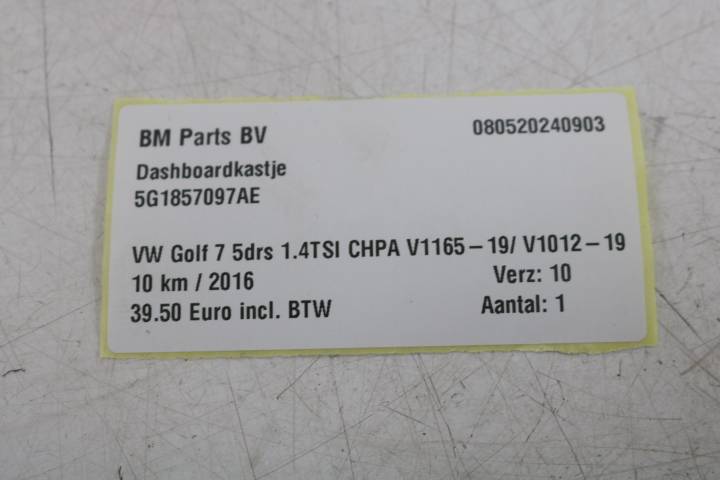 BM Parts BV 080520240903
Dashboardkastje
5G1857097AE
VW Golf 7 5drs 1.4TSI CHPA V1165-19/ V1012-19
10 km / 2016 Verz: 10
39.50 Euro incl. BTW Aantal: 1